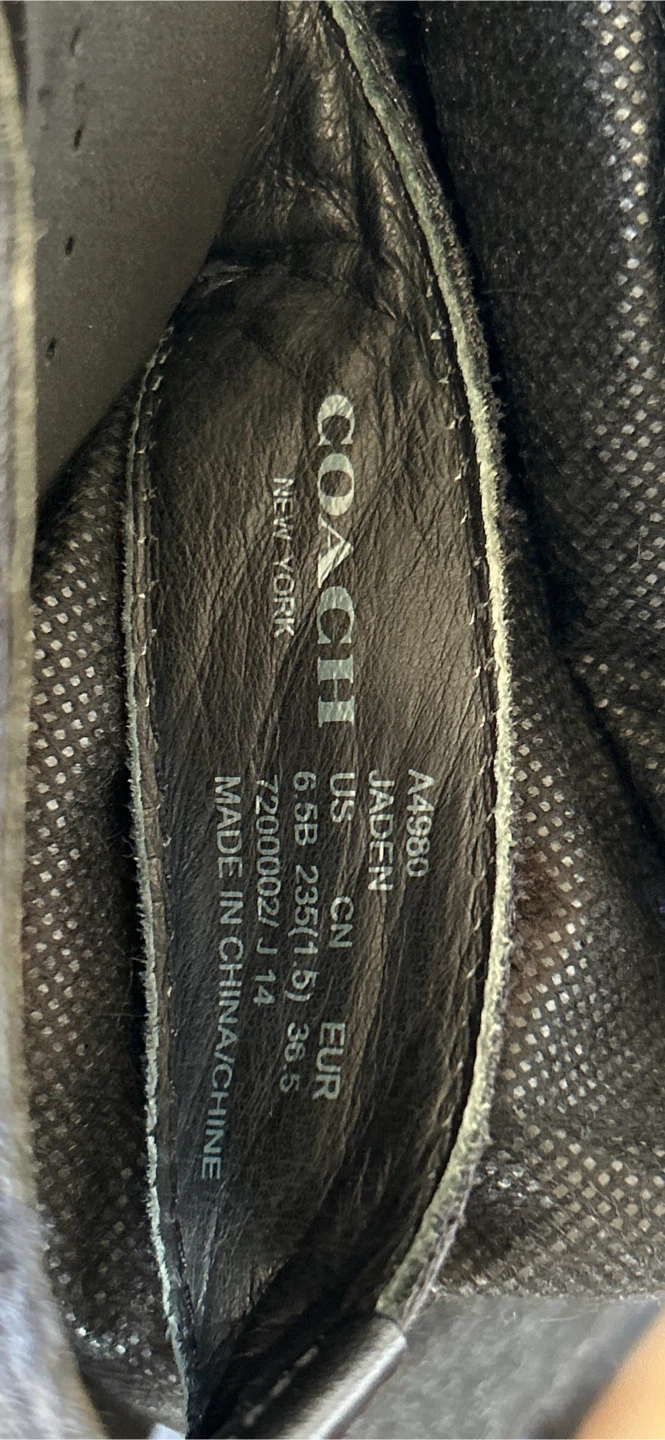 COACH
NEW YORK
A4980
JADEN
US CN EUR
6.5B 235(1.5) 36.5
7200002/ J 14
MADE IN CHINA/CHINE